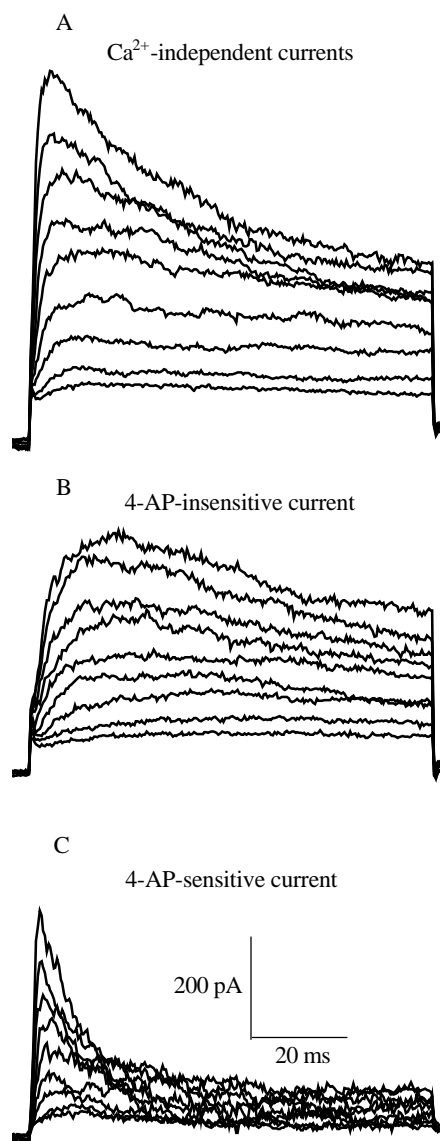 A
Ca²⁺-independent currents
B
4-AP-insensitive current
C
4-AP-sensitive current
200 pA
20 ms